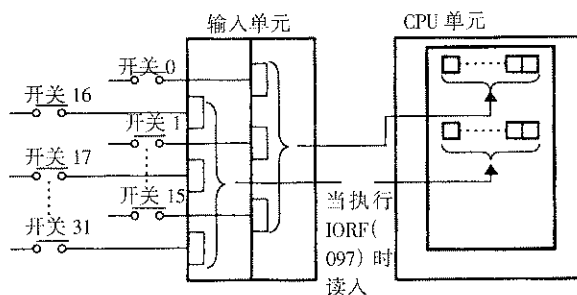 输入单元
CPU 单元
开关 0
开关 16
开关 1
开关 17
开关 15
开关 31
当执行
IORF(
097) 时
读入